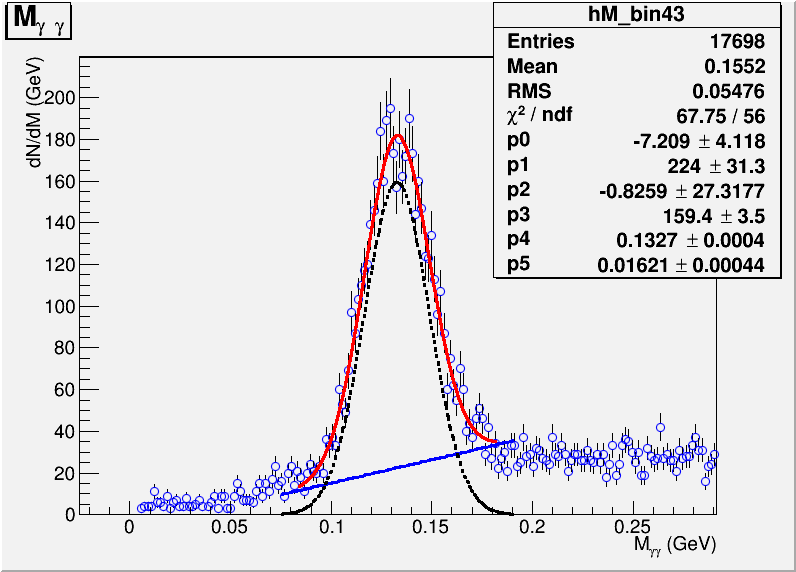 Mγ γ
hM_bin43
Entries 17698
Mean 0.1552
RMS 0.05476
χ² / ndf 67.75 / 56
p0 -7.209 ± 4.118
p1 224 ± 31.3
p2 -0.8259 ± 27.3177
p3 159.4 ± 3.5
p4 0.1327 ± 0.0004
p5 0.01621 ± 0.00044
dN/dM (GeV)
200
180
160
140
120
100
80
60
40
20
0
0 0.05 0.1 0.15 0.2 0.25
Mγγ (GeV)